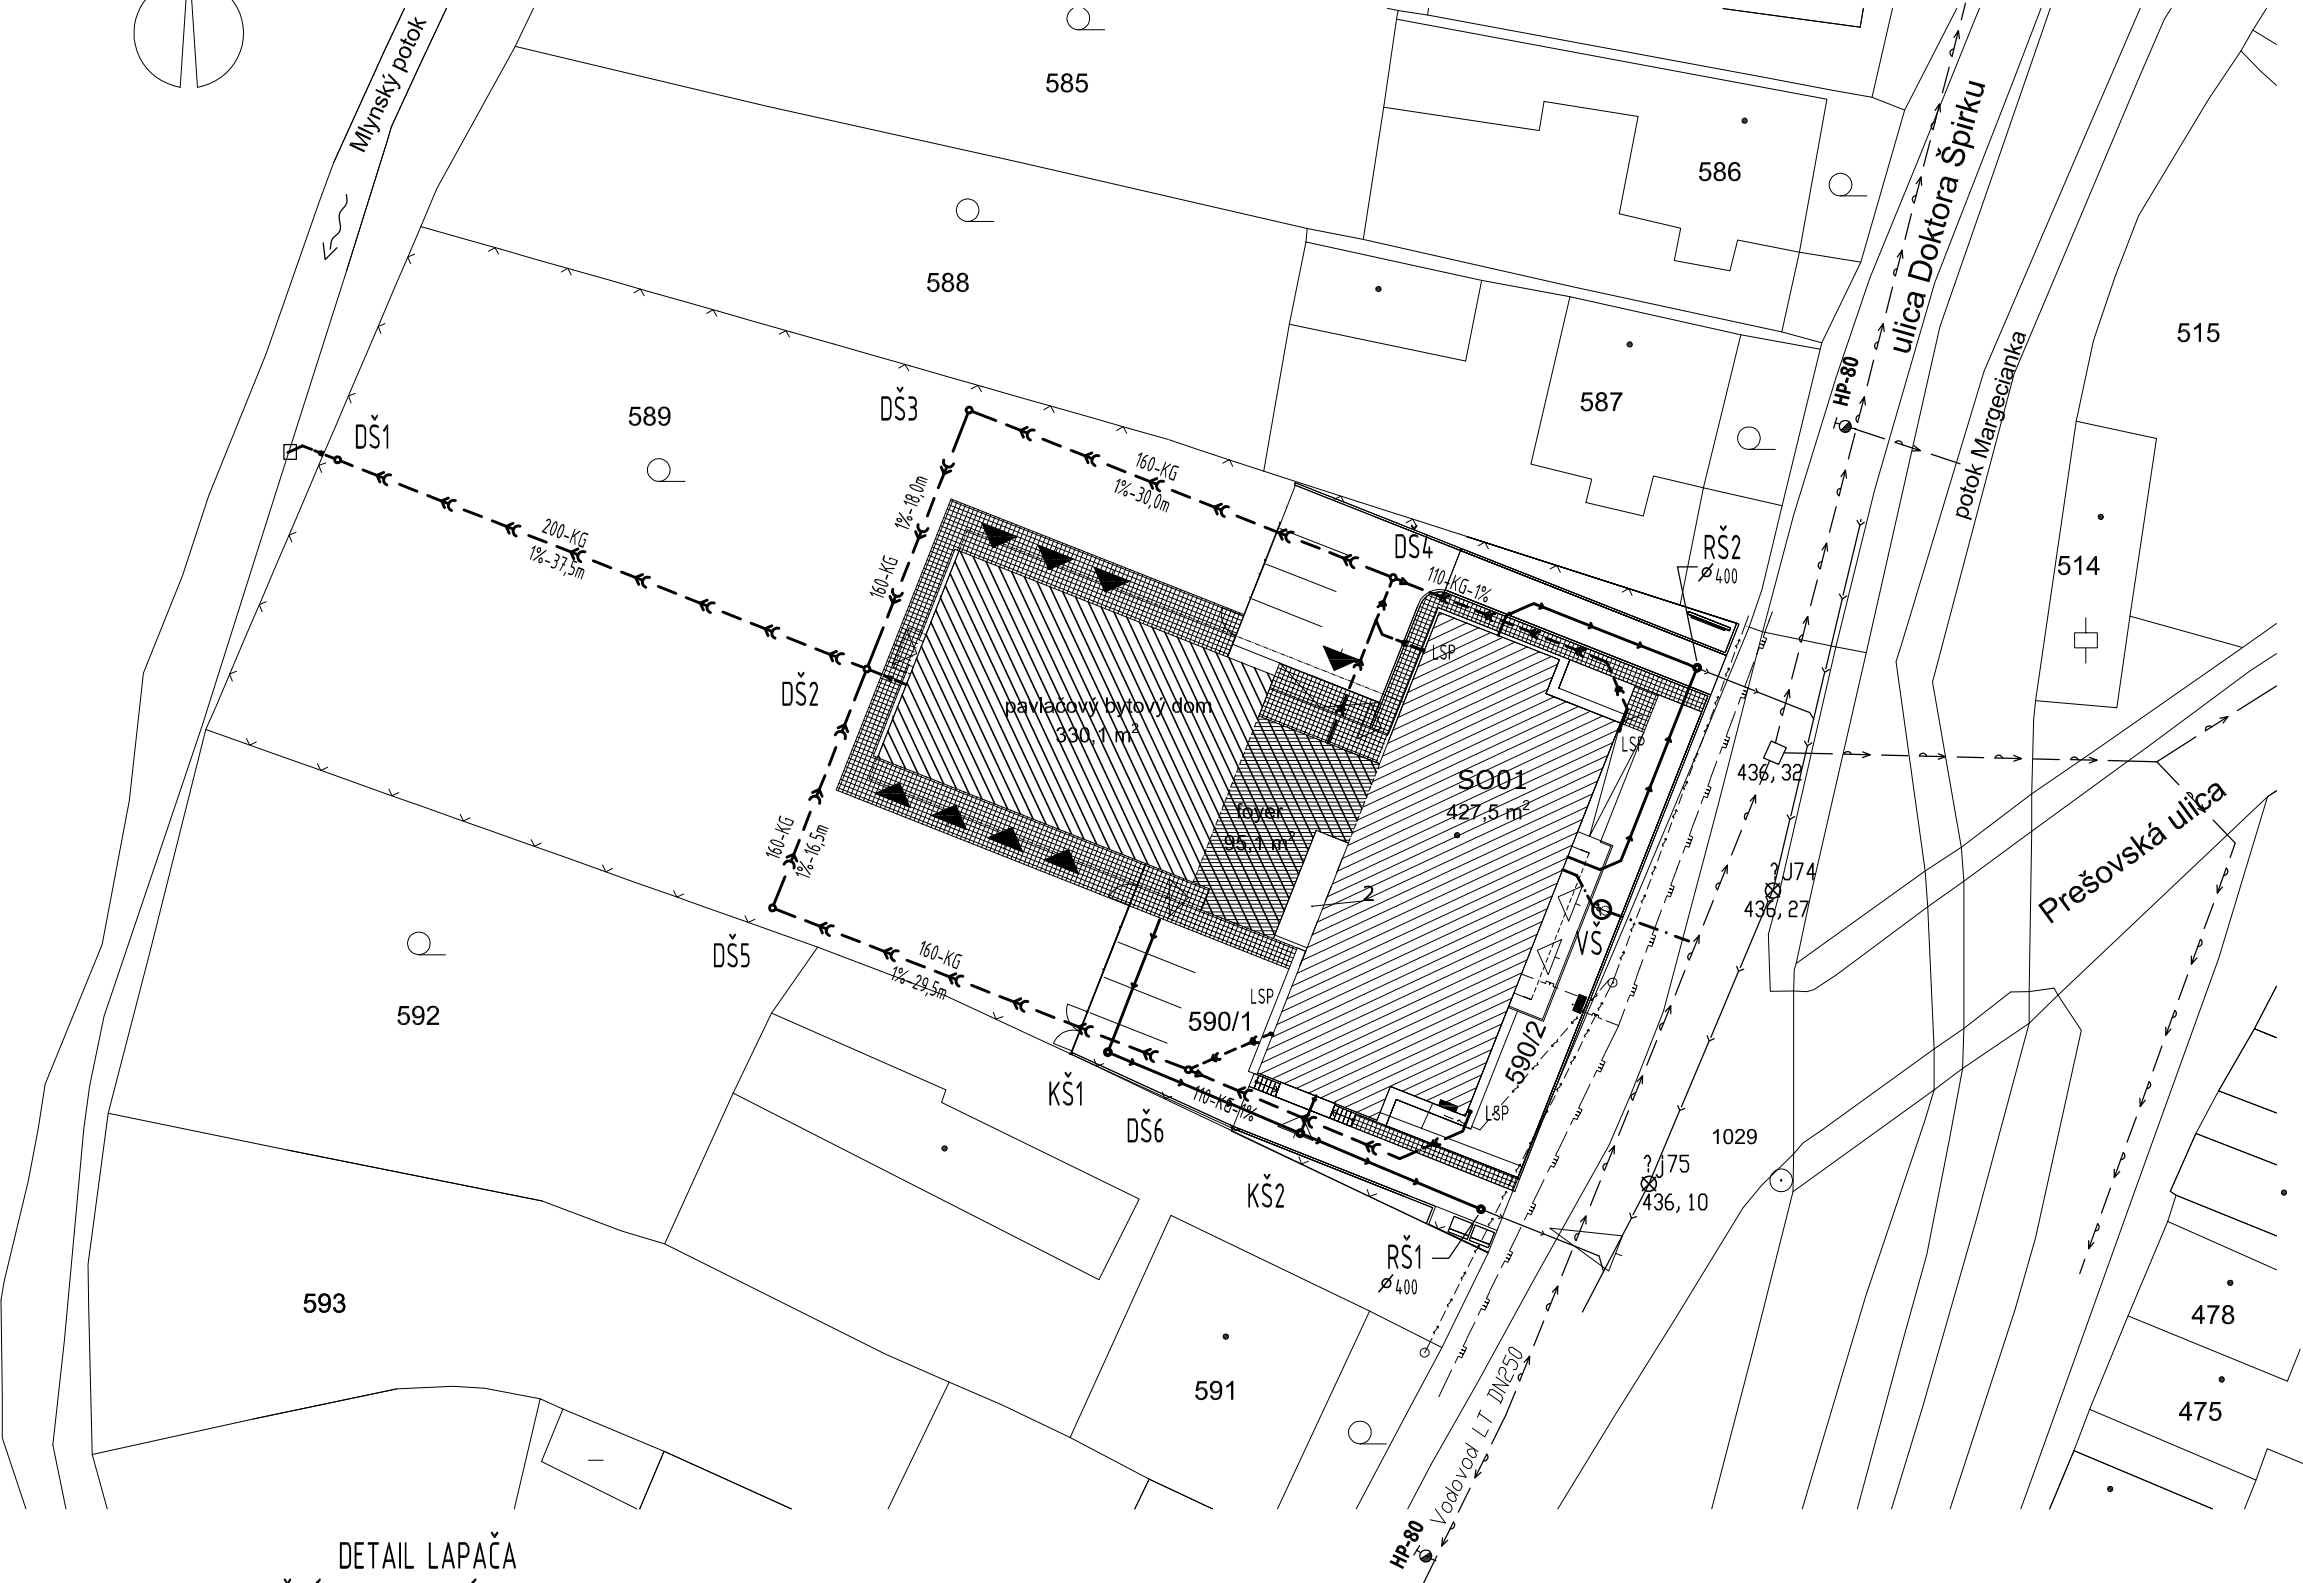 Mlynský potok
585
586
ulica Doktora Špirku
588
515
HP-80
587
potok Margecianka
589
DŠ3
DŠ1
160-KG
1%-30,0m
1%-18,0m
200-KG
1%-37,5m
160-KG
DŠ4
RŠ2
⌀400
514
110-KG-1%
LSP
DŠ2
pavlačový bytový dom
330,1 m²
LSP
SO01
427,5 m²
436,32
foyer
95,1 m²
Prešovská ulica
160-KG
1%-16,5m
2
?J74
436,27
DŠ5
160-KG
1%-29,5m
VŠ
LSP
590/1
590/2
592
KŠ1
110-KG-1%
DŠ6
LSP
1029
?j75
436,10
KŠ2
RŠ1
⌀400
593
478
591
475
Vodovod LT DN250
HP-80
DETAIL LAPAČA